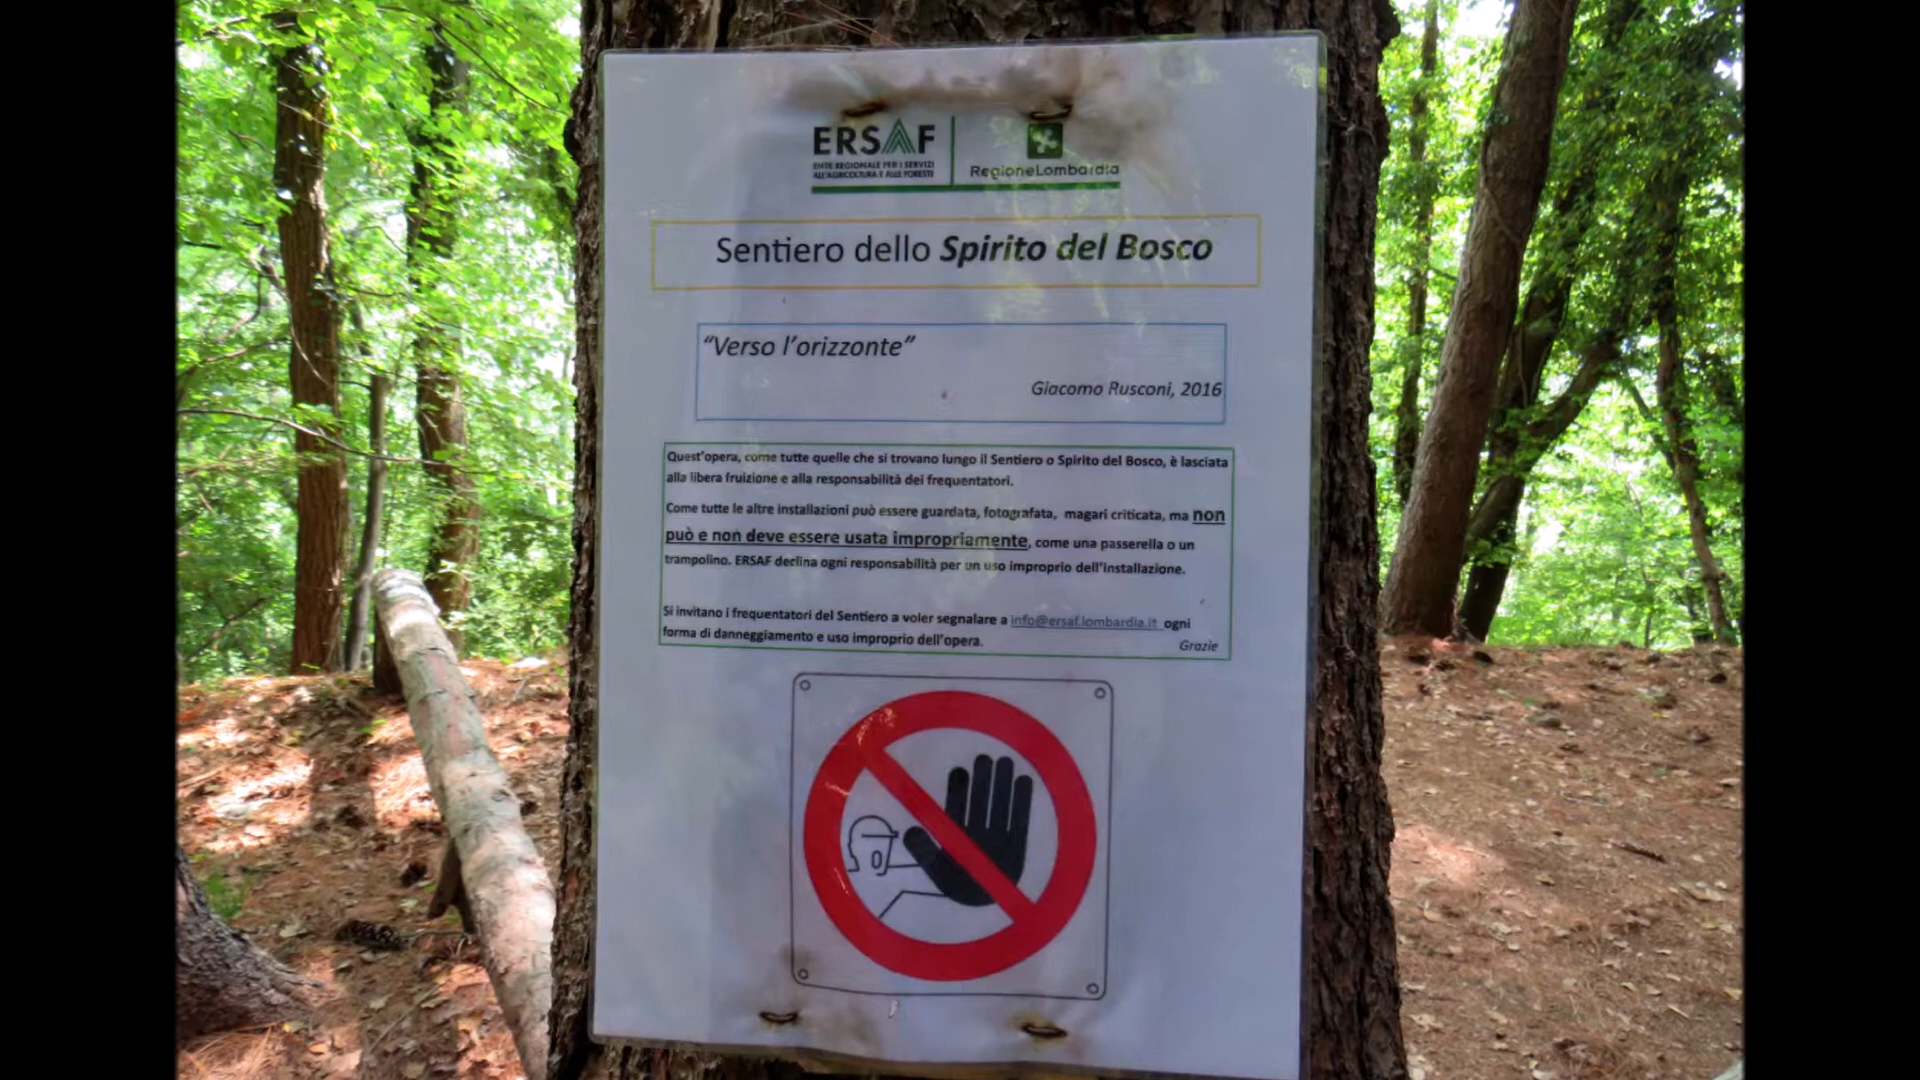 ERSAF
ENTE REGIONALE PER I SERVIZI
ALL'AGRICOLTURA E ALLE FORESTE
RegioneLombardia
Sentiero dello Spirito del Bosco
“Verso l’orizzonte”
Giacomo Rusconi, 2016
Quest’opera, come tutte quelle che si trovano lungo il Sentiero o Spirito del Bosco, è lasciata
alla libera fruizione e alla responsabilità dei frequentatori.
Come tutte le altre installazioni può essere guardata, fotografata, magari criticata, ma non
può e non deve essere usata impropriamente, come una passerella o un
trampolino. ERSAF declina ogni responsabilità per un uso improprio dell’installazione.
Si invitano i frequentatori del Sentiero a voler segnalare a info@ersaf.lombardia.it ogni
forma di danneggiamento e uso improprio dell’opera.
Grazie